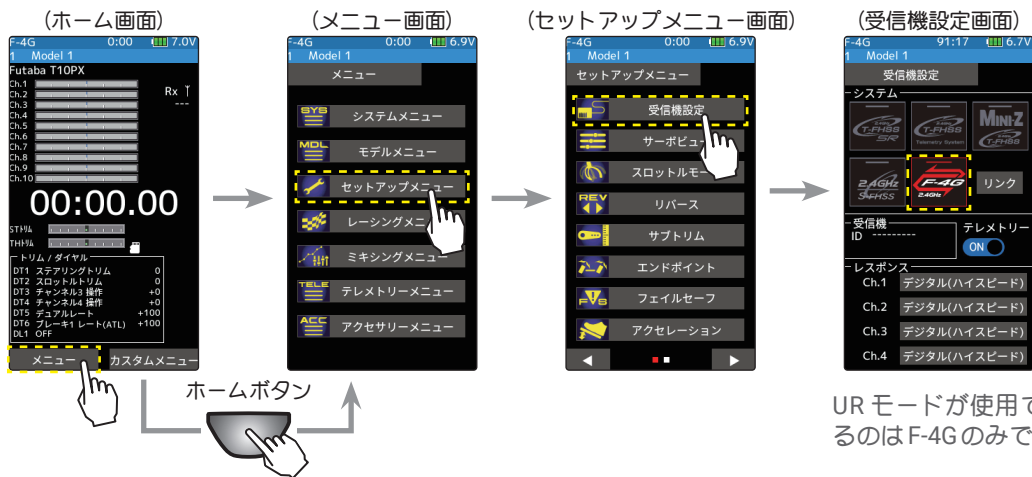 (ホーム画面)
F-4G 0:00 7.0V
1 Model 1
Futaba T10PX
Ch.1
Ch.2
Ch.3
Ch.4
Ch.5
Ch.6
Ch.7
Ch.8
Ch.9
Ch.10
Rx
---
00:00.00
STトリム
THトリム
トリム / ダイヤル
DT1 ステアリングトリム 0
DT2 スロットルトリム 0
DT3 チャンネル3 操作 +0
DT4 チャンネル4 操作 +0
DT5 デュアルレート +100
DT6 ブレーキ1 レート(ATL) +100
DL1 OFF
メニュー
カスタムメニュー
ホームボタン
(メニュー画面)
F-4G 0:00 6.9V
1 Model 1
メニュー
SYS システムメニュー
MDL モデルメニュー
セットアップメニュー
レーシングメニ
ミキシングメニュー
TELE テレメトリーメニュー
ACC アクセサリーメニュー
(セットアップメニュー画面)
F-4G 0:00 6.9V
1 Model 1
セットアップメニュー
受信機設定
サーボビュ
スロットルモー
REV リバース
サブトリム
エンドポイント
F/S フェイルセーフ
アクセレーション
(受信機設定画面)
F-4G 91:17 6.7V
1 Model 1
受信機設定
システム
2.4GHz T-FHSS SR
2.4GHz T-FHSS Telemetry System
MINI-Z T-FHSS
2.4GHz S-FHSS
F-4G 2.4GHz
リンク
受信機
ID ---------
テレメトリー
ON
レスポンス
Ch.1 デジタル(ハイスピード)
Ch.2 デジタル(ハイスピード)
Ch.3 デジタル(ハイスピード)
Ch.4 デジタル(ハイスピード)
UR モードが使用で
るのはF-4Gのみで